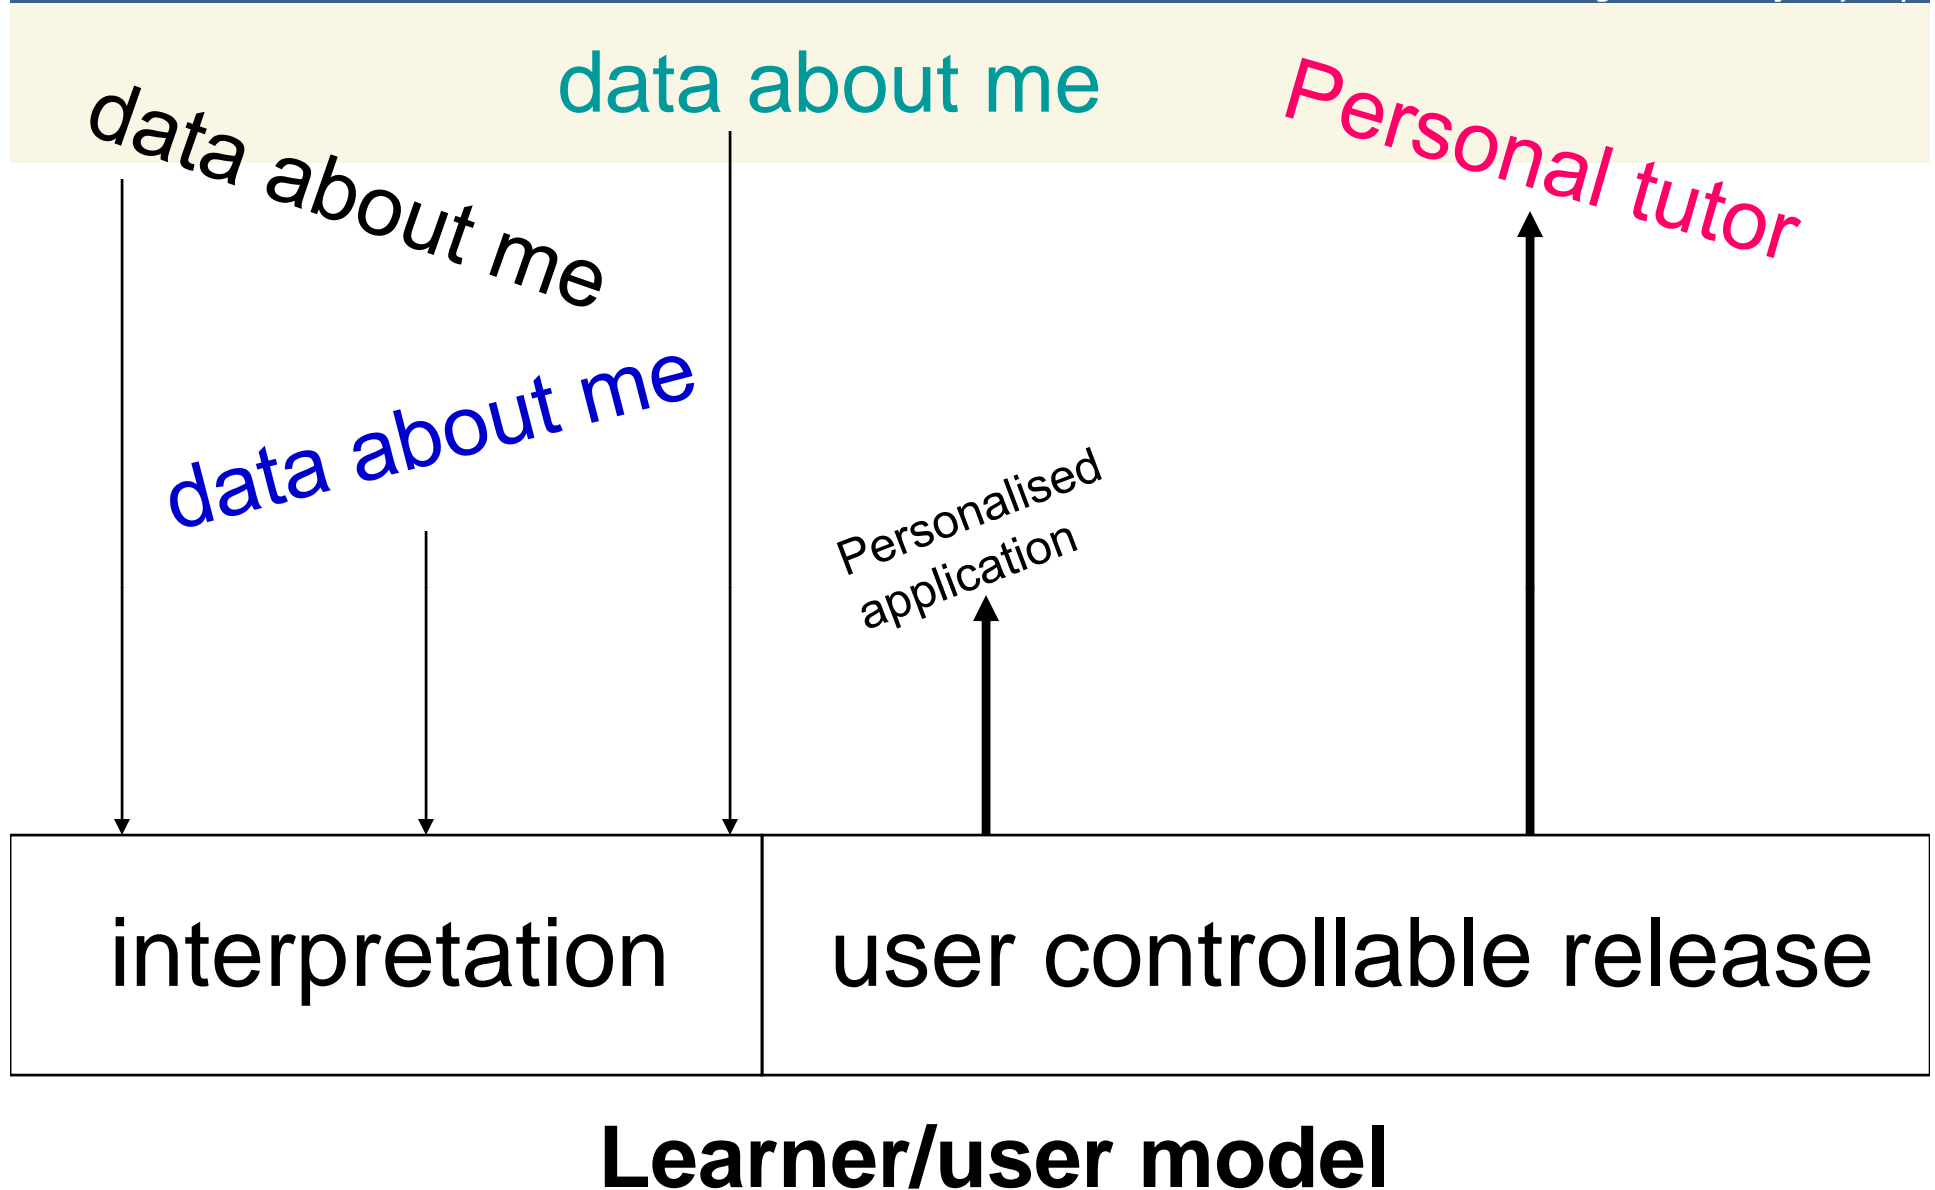 data about me
data about me
Personal tutor
data about me
Personalised
application
interpretation
user controllable release
Learner/user model